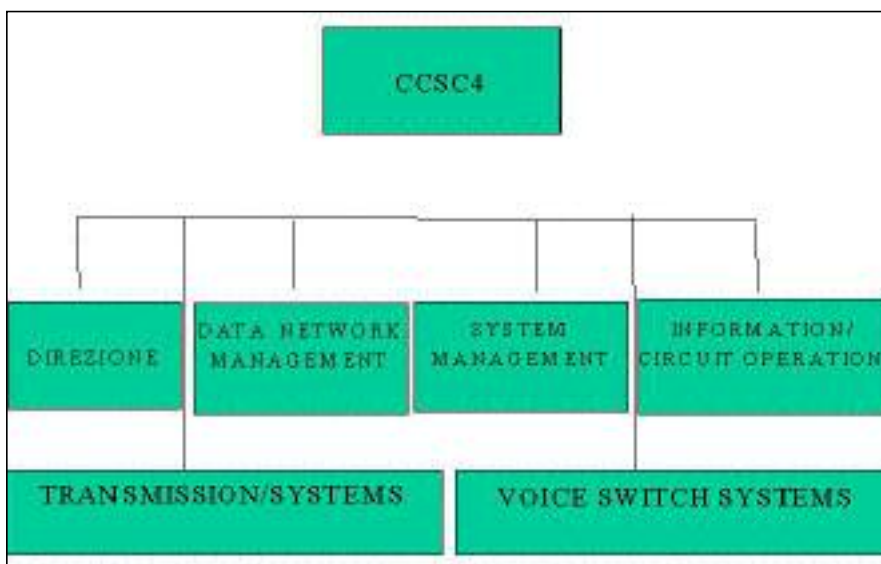 CCSC4
DIREZIONE
DATA NETWORK
MANAGEMENT
SYSTEM
MANAGEMENT
INFORMATION/
CIRCUIT OPERATION
TRANSMISSION/SYSTEMS
VOICE SWITCH SYSTEMS